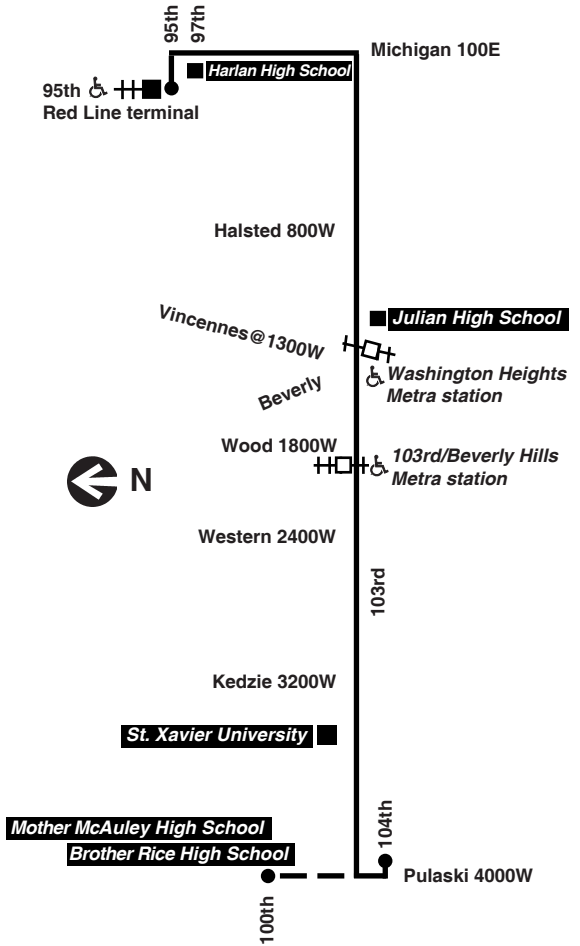 95th
97th
Michigan 100E
Harlan High School
95th
Red Line terminal
Halsted 800W
Julian High School
Vincennes@1300W
Washington Heights
Metra station
Beverly
Wood 1800W
103rd/Beverly Hills
Metra station
N
Western 2400W
103rd
Kedzie 3200W
St. Xavier University
Mother McAuley High School
104th
Brother Rice High School
Pulaski 4000W
100th